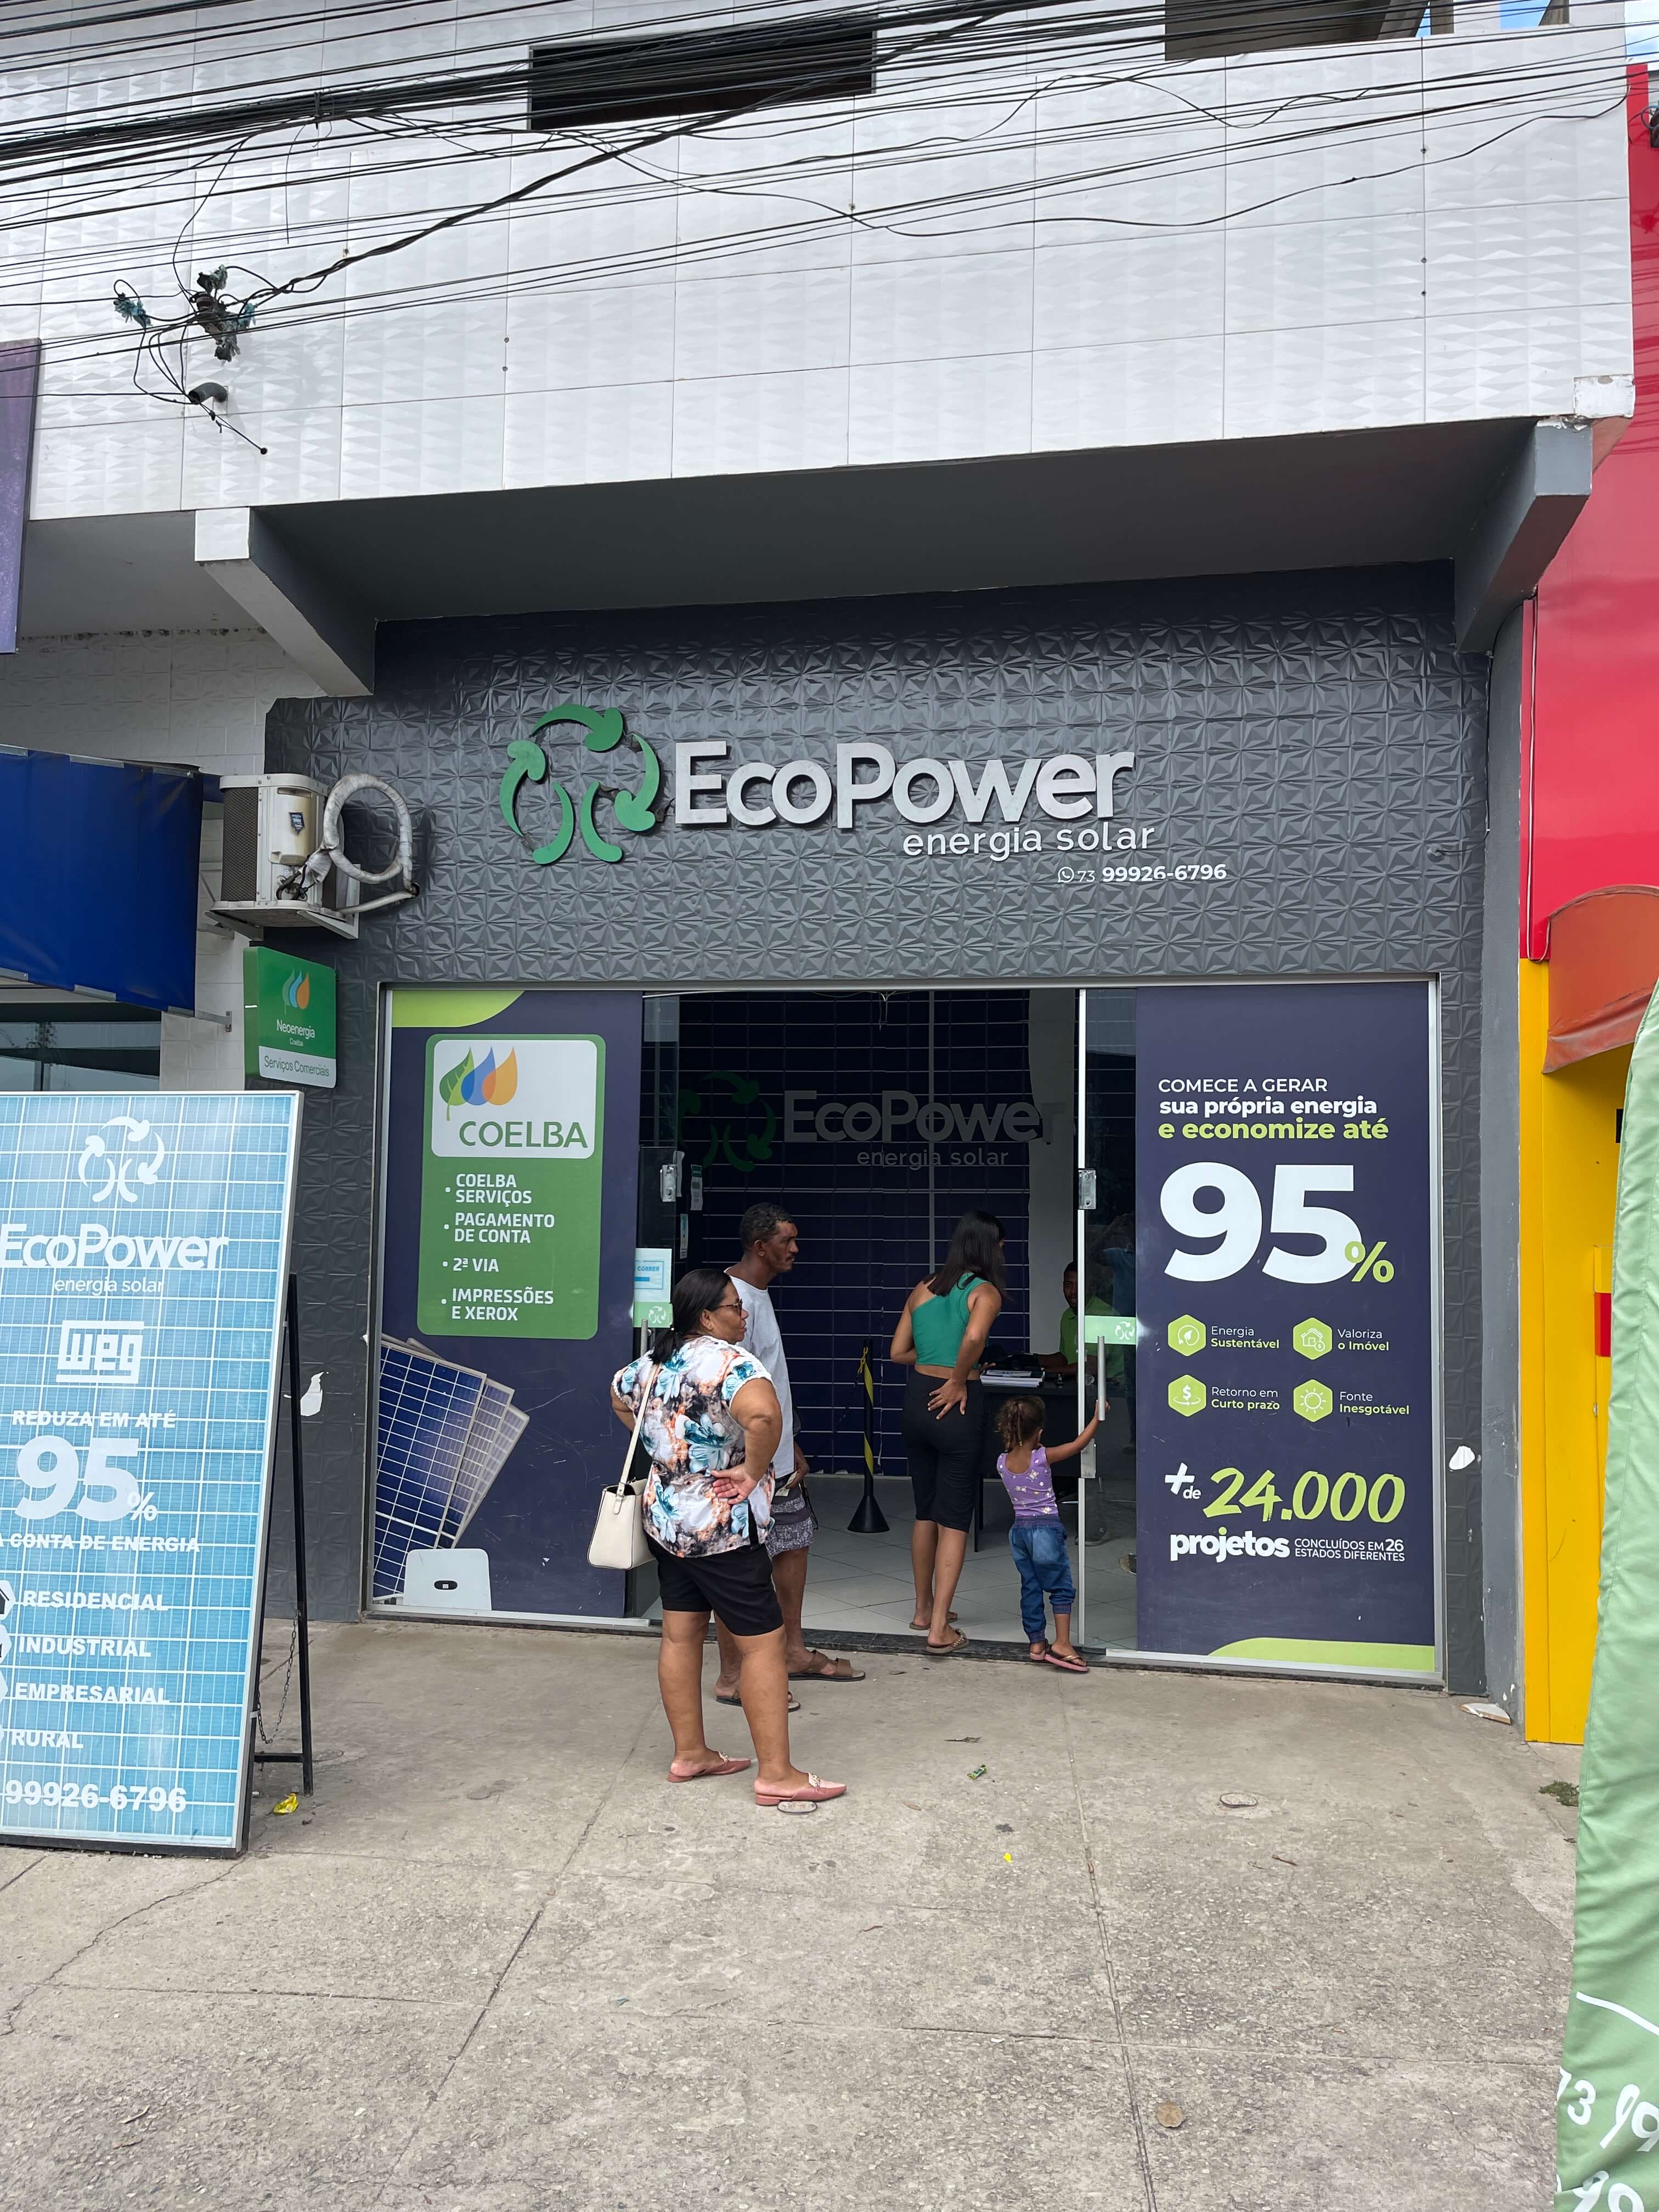 EcoPower
energia solar
73 99926-6796
Neoenergia
Coelba
Serviços Comerciais
COELBA
• COELBA
SERVIÇOS
• PAGAMENTO
DE CONTA
• 2ª VIA
• IMPRESSÕES
E XEROX
EcoPower
energia solar
COMECE A GERAR
sua própria energia
e economize até
95%
Energia
Sustentável
Valoriza
o Imóvel
Retorno em
Curto prazo
Fonte
Inesgotável
+ de 24.000
projetos CONCLUÍDOS EM 26
ESTADOS DIFERENTES
EcoPower
energia solar
weg
REDUZA EM ATÉ
95%
A CONTA DE ENERGIA
RESIDENCIAL
INDUSTRIAL
EMPRESARIAL
RURAL
99926-6796